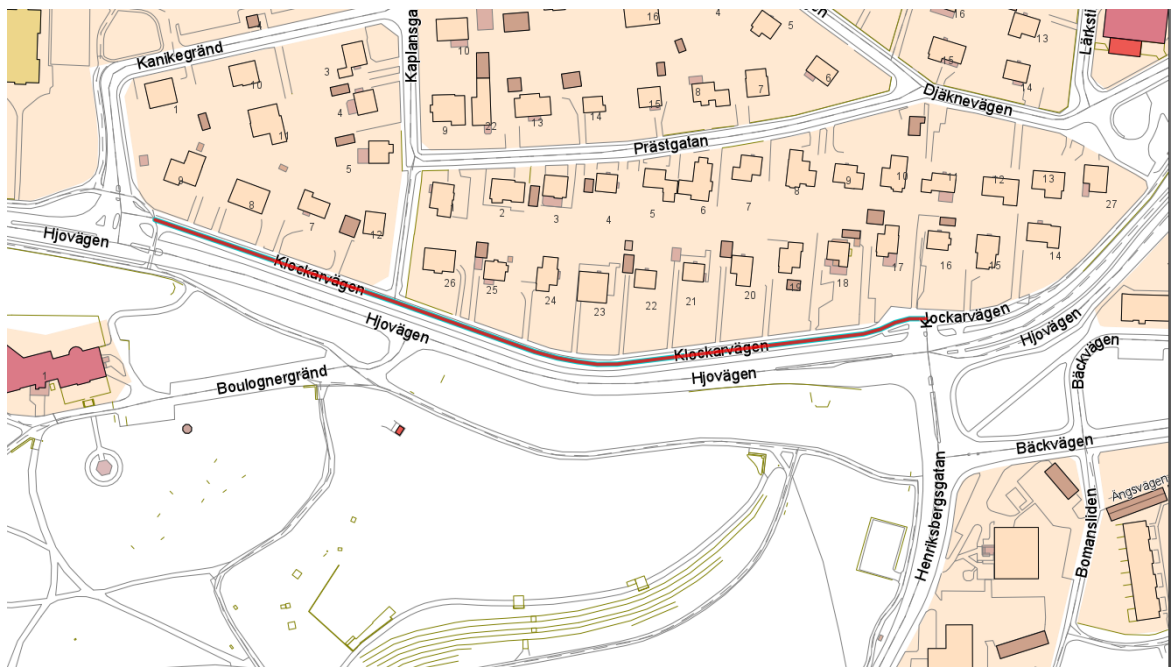 16
4
5
16
13
Lärksti
Kaplansga
Kanikegränd
3
10
10
15
14
6
Djäknevägen
1
4
8
7
15
9
22
13
14
11
Prästgatan
5
9
8
7
12
2
3
4
5
6
7
8
9
10
11
12
13
27
Hjovägen
Klockarvägen
26
25
24
23
22
21
20
19
18
17
16
15
14
Klockarvägen
Hjovägen
Hjovägen
Klockarvägen
Hjovägen
Bäckvägen
1
Boulognergränd
Bäckvägen
Ängsvägen
Henriksbergsgatan
Bomansliden